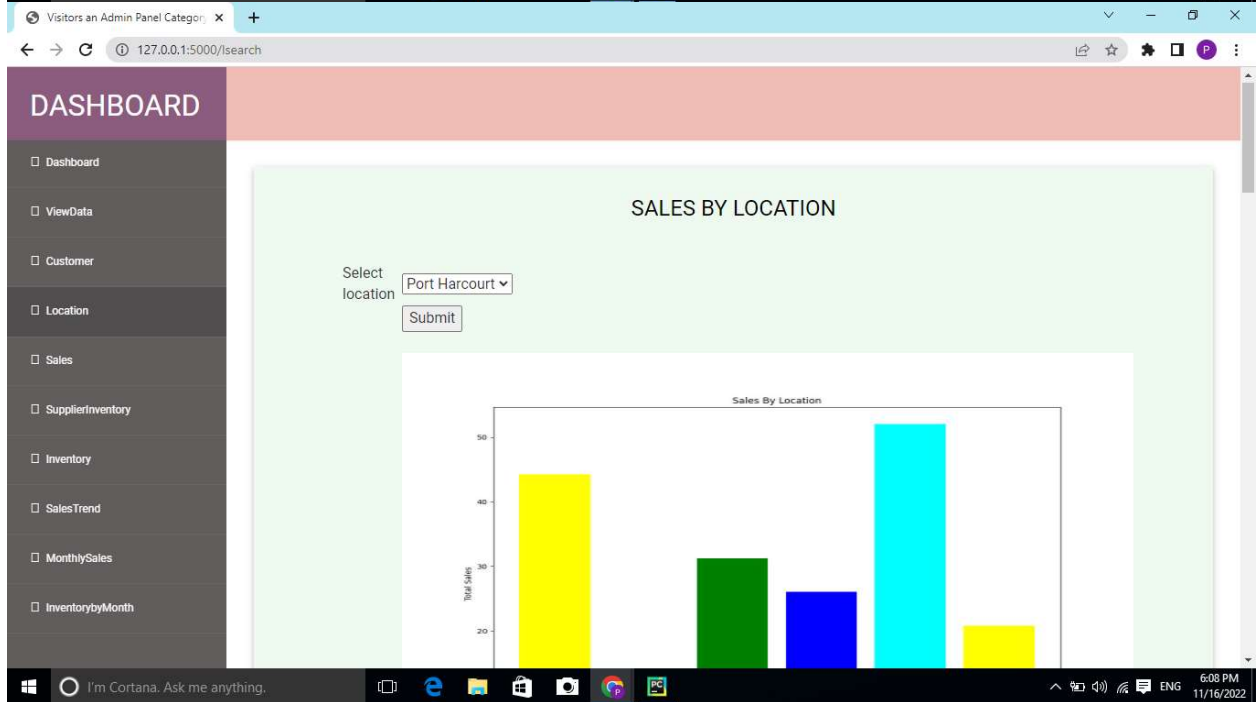 Visitors an Admin Panel Categor
127.0.0.1:5000/lsearch
P
DASHBOARD
Dashboard
ViewData
Customer
Location
Sales
SupplierInventory
Inventory
SalesTrend
MonthlySales
InventorybyMonth
SALES BY LOCATION
Select
location
Port Harcourt
Submit
Sales By Location
Total Sales
50
40
30
20
I'm Cortana. Ask me anything.
P
PC
ENG
6:08 PM
11/16/2022